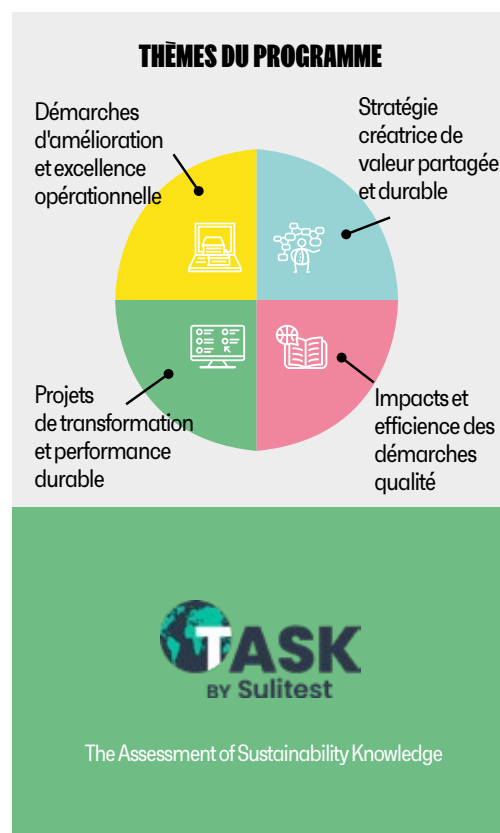 THÈMES DU PROGRAMME
Démarches
d'amélioration
et excellence
opérationnelle
Stratégie
créatrice de
valeur partagée
et durable
Projets
de transformation
et performance
durable
Impacts et
efficience des
démarches
qualité
TASK
BY Sulitest
The Assessment of Sustainability Knowledge